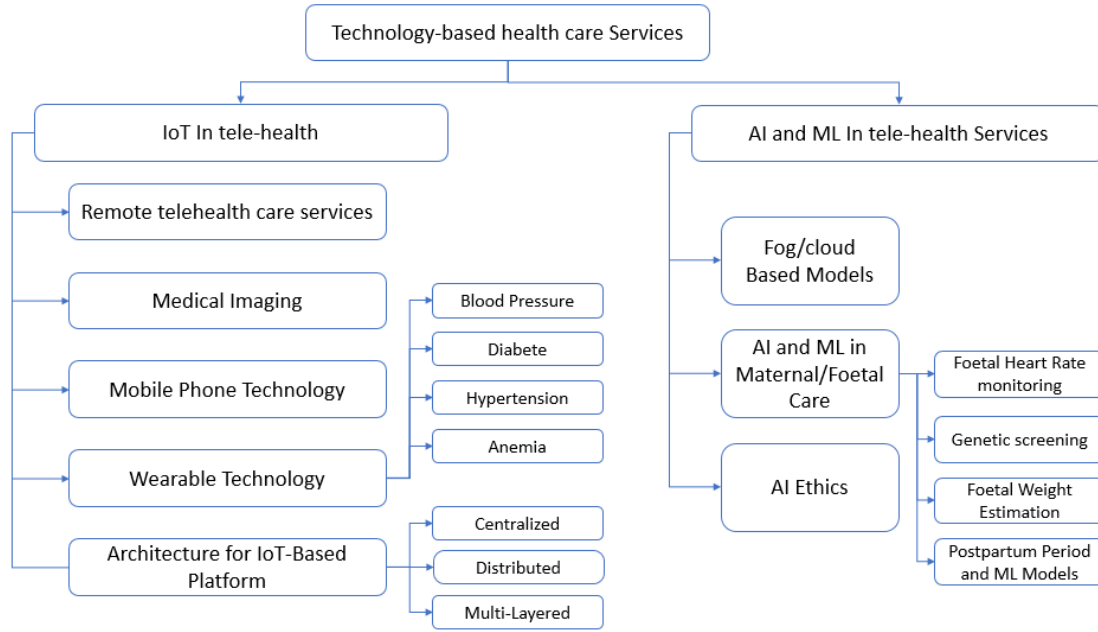 Technology-based health care Services
IoT In tele-health
Remote telehealth care services
Medical Imaging
Mobile Phone Technology
Wearable Technology
Blood Pressure
Diabete
Hypertension
Anemia
Architecture for IoT-Based
Platform
Centralized
Distributed
Multi-Layered
AI and ML In tele-health Services
Fog/cloud
Based Models
AI and ML in
Maternal/Foetal
Care
Foetal Heart Rate
monitoring
Genetic screening
Foetal Weight
Estimation
Postpartum Period
and ML Models
AI Ethics